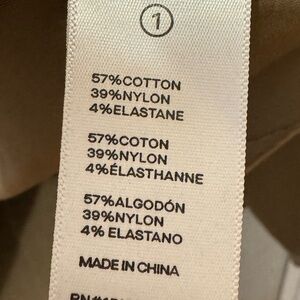 1
57%COTTON
39%NYLON
4%ELASTANE
57%COTON
39%NYLON
4%ÉLASTHANNE
57%ALGODÓN
39%NYLON
4% ELASTANO
MADE IN CHINA